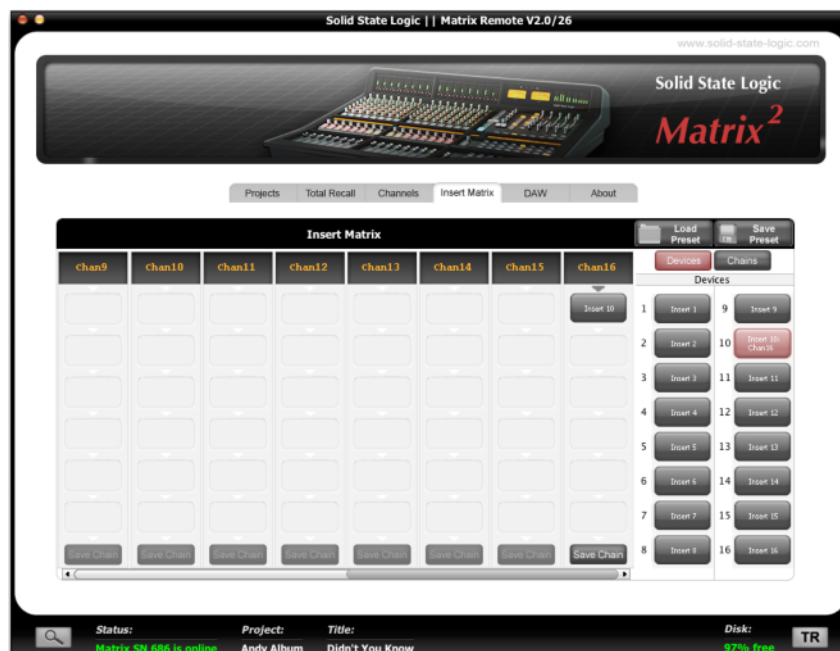 Solid State Logic || Matrix Remote V2.0/26
www.solid-state-logic.com
Solid State Logic
Matrix²
Projects Total Recall Channels Insert Matrix DAW About
Insert Matrix
Load Preset
Save Preset
Chan9 Chan10 Chan11 Chan12 Chan13 Chan14 Chan15 Chan16
Devices Chains
Devices
Insert 10
1 Insert 1 9 Insert 9
2 Insert 2 10 Insert 10: Chan16
3 Insert 3 11 Insert 11
4 Insert 4 12 Insert 12
5 Insert 5 13 Insert 13
6 Insert 6 14 Insert 14
7 Insert 7 15 Insert 15
8 Insert 8 16 Insert 16
Save Chain Save Chain Save Chain Save Chain Save Chain Save Chain Save Chain Save Chain
Status: Project: Title: Disk:
Matrix SN 686 is online Andy Album Didn't You Know 97% free
TR